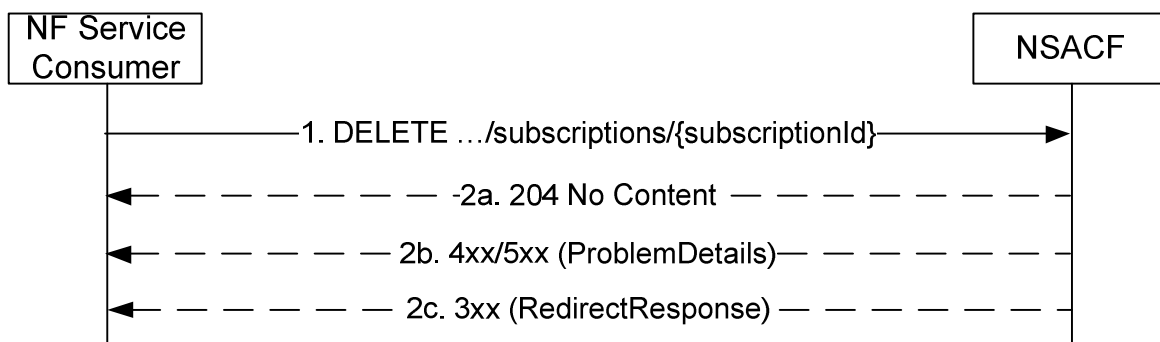 NF Service
Consumer
NSACF
1. DELETE …/subscriptions/{subscriptionId}
2a. 204 No Content
2b. 4xx/5xx (ProblemDetails)
2c. 3xx (RedirectResponse)